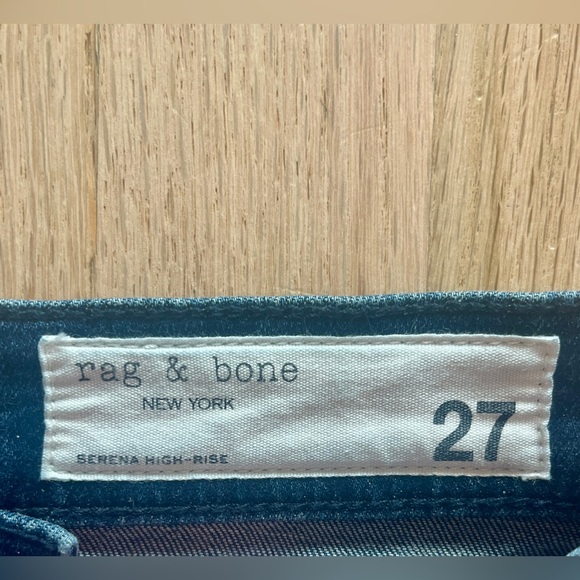 rag & bone
NEW YORK
SERENA HIGH-RISE
27